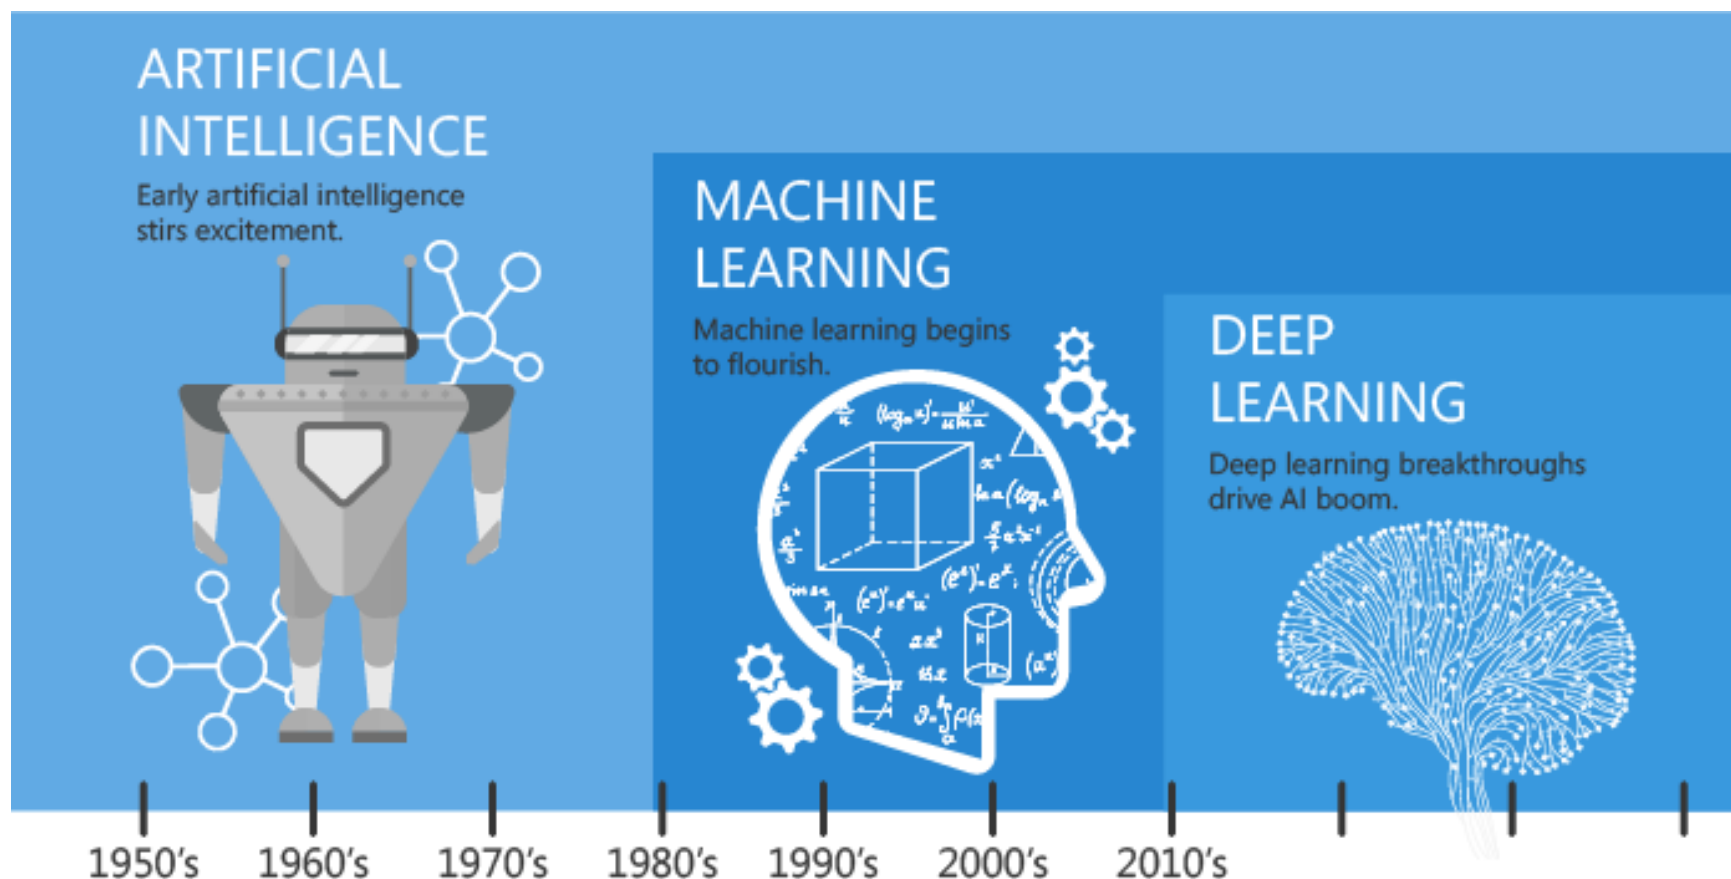 ARTIFICIAL
INTELLIGENCE
Early artificial intelligence
stirs excitement.
MACHINE
LEARNING
Machine learning begins
to flourish.
DEEP
LEARNING
Deep learning breakthroughs
drive AI boom.
1950's 1960's 1970's 1980's 1990's 2000's 2010's